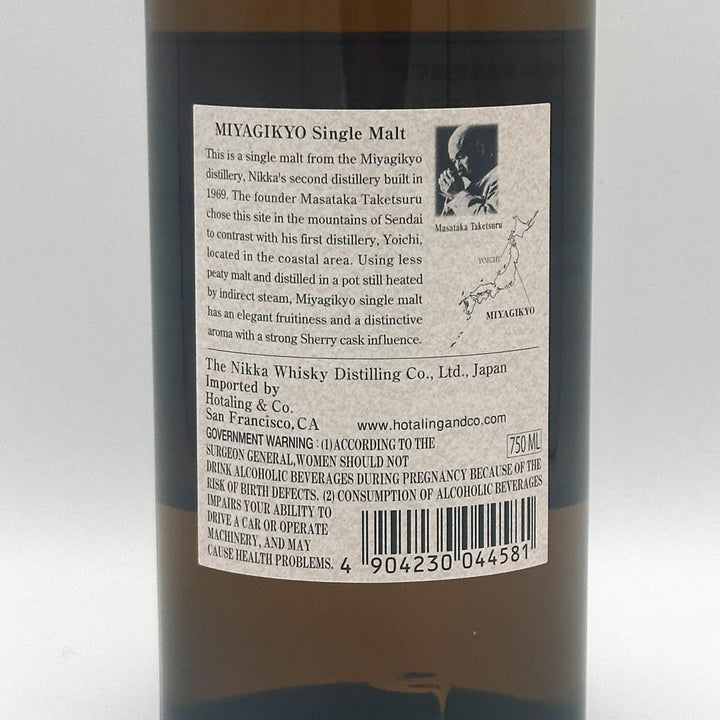 MIYAGIKYO Single Malt
This is a single malt from the Miyagikyo
distillery, Nikka's second distillery built in
1969. The founder Masataka Taketsuru
chose this site in the mountains of Sendai
to contrast with his first distillery, Yoichi,
located in the coastal area. Using less
peaty malt and distilled in a pot still heated
by indirect steam, Miyagikyo single malt
has an elegant fruitiness and a distinctive
aroma with a strong Sherry cask influence.
Masataka Taketsuru
YOICHI
MIYAGIKYO
The Nikka Whisky Distilling Co., Ltd., Japan
Imported by
Hotaling & Co.
San Francisco, CA
www.hotalingandco.com
750 ML
GOVERNMENT WARNING : (1) ACCORDING TO THE
SURGEON GENERAL, WOMEN SHOULD NOT
DRINK ALCOHOLIC BEVERAGES DURING PREGNANCY BECAUSE OF THE
RISK OF BIRTH DEFECTS. (2) CONSUMPTION OF ALCOHOLIC BEVERAGES
IMPAIRS YOUR ABILITY TO
DRIVE A CAR OR OPERATE
MACHINERY, AND MAY
CAUSE HEALTH PROBLEMS.
4 904230 044581